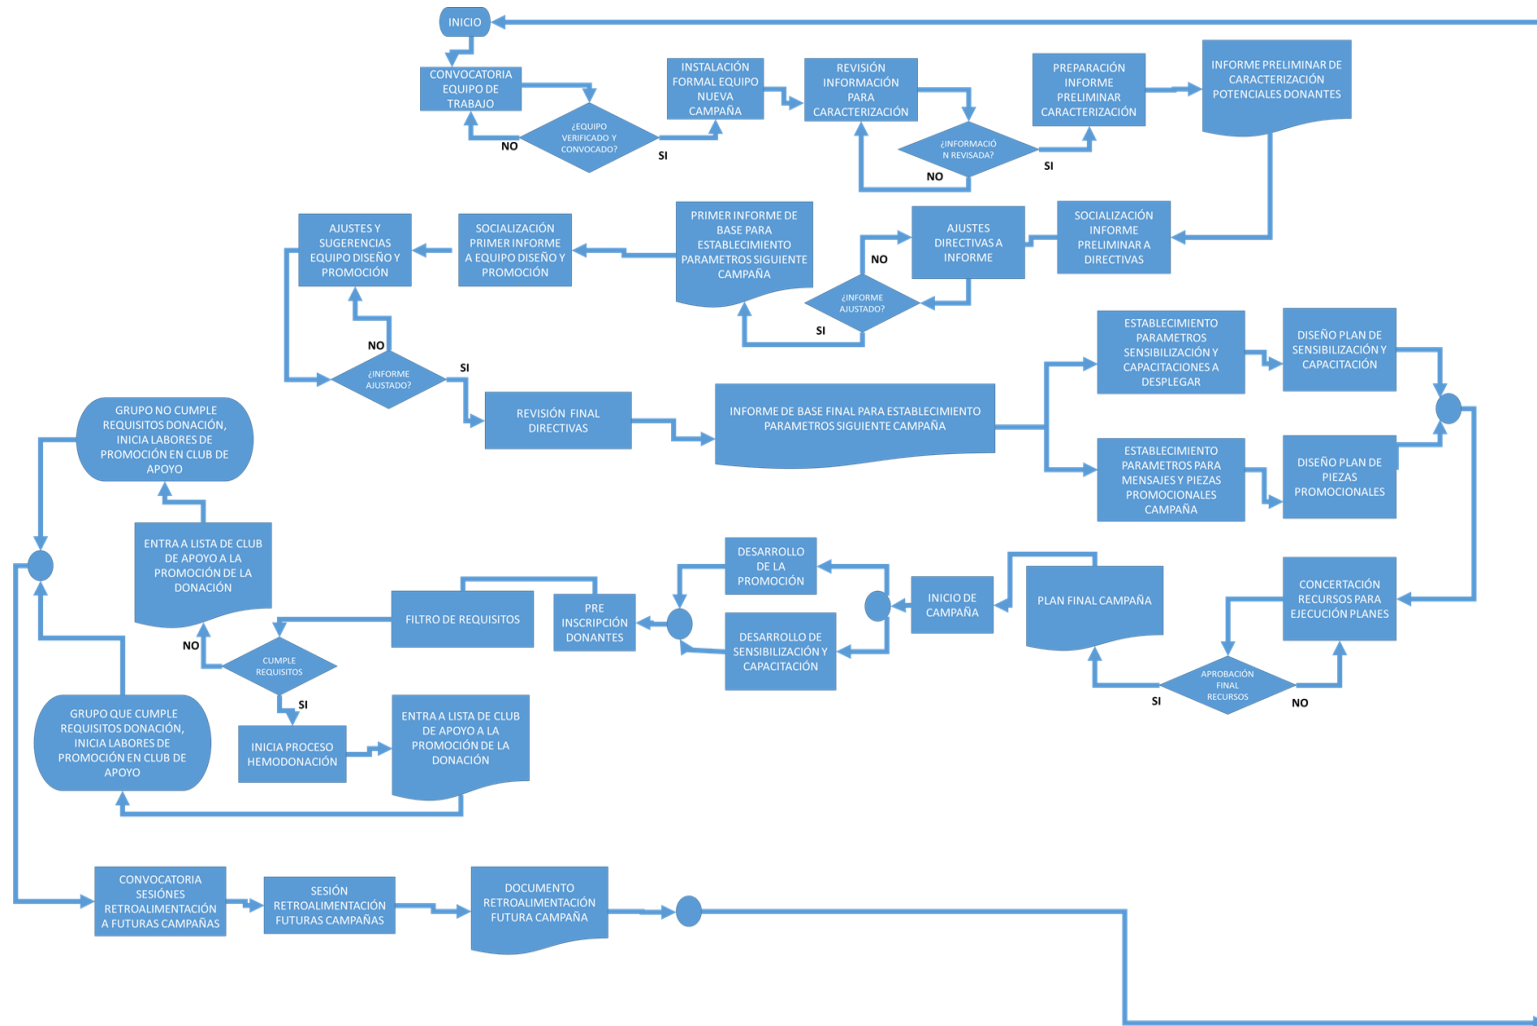 INICIO
CONVOCATORIA
EQUIPO DE
TRABAJO
¿EQUIPO
VERIFICADO Y
CONVOCADO?
NO
SI
INSTALACIÓN
FORMAL EQUIPO
NUEVA
CAMPAÑA
REVISIÓN
INFORMACIÓN
PARA
CARACTERIZACIÓN
¿INFORMACIÓ
N REVISADA?
NO
SI
PREPARACIÓN
INFORME
PRELIMINAR
CARACTERIZACIÓN
INFORME PRELIMINAR DE
CARACTERIZACIÓN
POTENCIALES DONANTES
SOCIALIZACIÓN
INFORME
PRELIMINAR A
DIRECTIVAS
AJUSTES
DIRECTIVAS A
INFORME
NO
¿INFORME
AJUSTADO?
SI
PRIMER INFORME DE
BASE PARA
ESTABLECIMIENTO
PARAMETROS SIGUIENTE
CAMPAÑA
SOCIALIZACIÓN
PRIMER INFORME
A EQUIPO DISEÑO Y
PROMOCIÓN
AJUSTES Y
SUGERENCIAS
EQUIPO DISEÑO Y
PROMOCIÓN
NO
¿INFORME
AJUSTADO?
SI
REVISIÓN FINAL
DIRECTIVAS
INFORME DE BASE FINAL PARA ESTABLECIMIENTO
PARAMETROS SIGUIENTE CAMPAÑA
ESTABLECIMIENTO
PARAMETROS
SENSIBILIZACIÓN Y
CAPACITACIONES A
DESPLEGAR
DISEÑO PLAN DE
SENSIBILIZACIÓN Y
CAPACITACIÓN
ESTABLECIMIENTO
PARAMETROS PARA
MENSAJES Y PIEZAS
PROMOCIONALES
CAMPAÑA
DISEÑO PLAN DE
PIEZAS
PROMOCIONALES
CONCERTACIÓN
RECURSOS PARA
EJECUCIÓN PLANES
APROBACIÓN
FINAL
RECURSOS
SI
NO
PLAN FINAL CAMPAÑA
INICIO DE
CAMPAÑA
DESARROLLO
DE LA
PROMOCIÓN
DESARROLLO DE
SENSIBILIZACIÓN Y
CAPACITACIÓN
PRE
INSCRIPCIÓN
DONANTES
FILTRO DE REQUISITOS
CUMPLE
REQUISITOS
NO
SI
ENTRA A LISTA DE CLUB
DE APOYO A LA
PROMOCIÓN DE LA
DONACIÓN
GRUPO NO CUMPLE
REQUISITOS DONACIÓN,
INICIA LABORES DE
PROMOCIÓN EN CLUB DE
APOYO
INICIA PROCESO
HEMODONACIÓN
ENTRA A LISTA DE CLUB
DE APOYO A LA
PROMOCIÓN DE LA
DONACIÓN
GRUPO QUE CUMPLE
REQUISITOS DONACIÓN,
INICIA LABORES DE
PROMOCIÓN EN CLUB DE
APOYO
CONVOCATORIA
SESIÓNES
RETROALIMENTACIÓN
A FUTURAS CAMPAÑAS
SESIÓN
RETROALIMENTACIÓN
FUTURAS CAMPAÑAS
DOCUMENTO
RETROALIMENTACIÓN
FUTURA CAMPAÑA